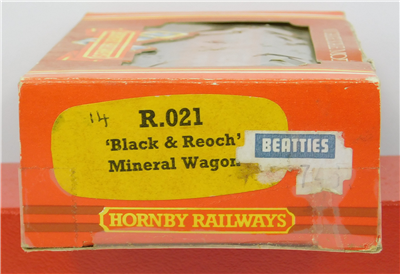 14
R.021
'Black & Reoch'
Mineral Wagon
BEATTIES
HORNBY RAILWAYS